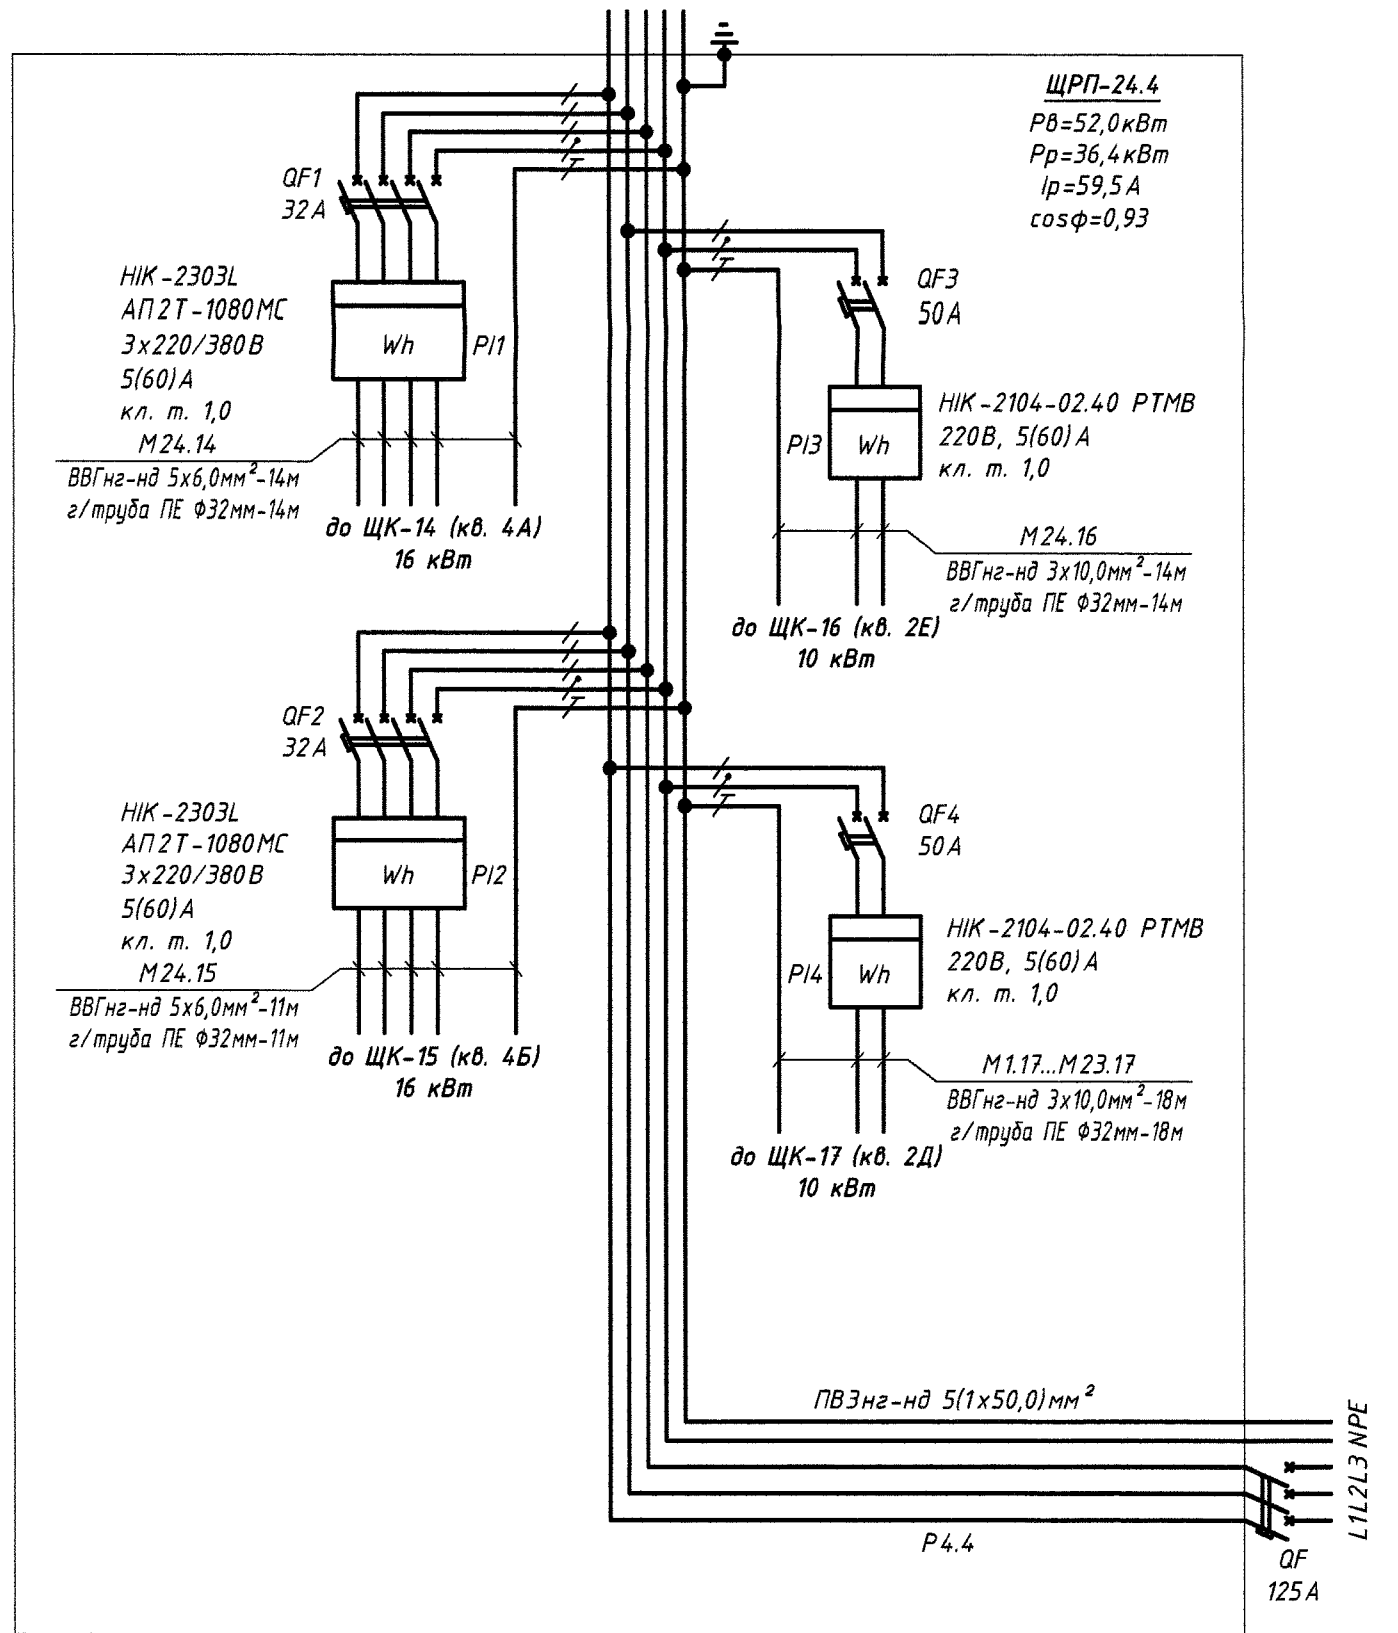 ЩРП-24.4
Рв=52,0кВт
Рр=36,4кВт
Ip=59,5А
cosφ=0,93
QF1
32А
НІК-2303L
АП2Т-1080МС
3х220/380В
5(60)А
кл. т. 1,0
Wh
PI1
М24.14
ВВГнг-нд 5х6,0мм²-14м
г/труба ПЕ Ф32мм-14м
до ЩК-14 (кв. 4А)
16 кВт
QF3
50А
НІК-2104-02.40 РТМВ
220В, 5(60)А
кл. т. 1,0
PI3
Wh
М24.16
ВВГнг-нд 3х10,0мм²-14м
г/труба ПЕ Ф32мм-14м
до ЩК-16 (кв. 2Е)
10 кВт
QF2
32А
НІК-2303L
АП2Т-1080МС
3х220/380В
5(60)А
кл. т. 1,0
Wh
PI2
М24.15
ВВГнг-нд 5х6,0мм²-11м
г/труба ПЕ Ф32мм-11м
до ЩК-15 (кв. 4Б)
16 кВт
QF4
50А
НІК-2104-02.40 РТМВ
220В, 5(60)А
кл. т. 1,0
PI4
Wh
М1.17...М23.17
ВВГнг-нд 3х10,0мм²-18м
г/труба ПЕ Ф32мм-18м
до ЩК-17 (кв. 2Д)
10 кВт
ПВ3нг-нд 5(1х50,0)мм²
L1L2L3 NPE
Р4.4
QF
125А